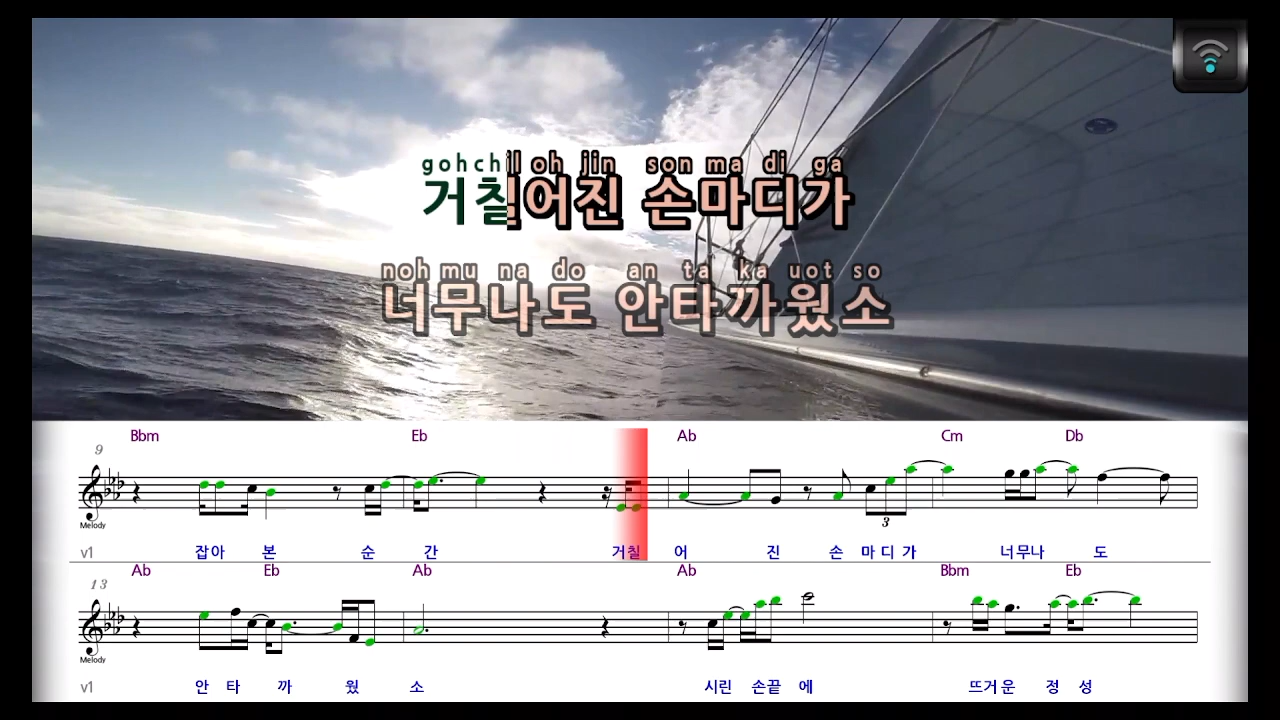 gohchil oh jin son ma di ga
거칠어진 손마디가
noh mu na do an ta ka uot so
너무나도 안타까웠소
9 Bbm Eb Ab Cm Db
3
Melody
v1 잡아 본 순 간 거칠 어 진 손 마 디 가 너무나 도
13 Ab Eb Ab Ab Bbm Eb
Melody
v1 안 타 까 웠 소 시린 손끝 에 뜨거운 정 성